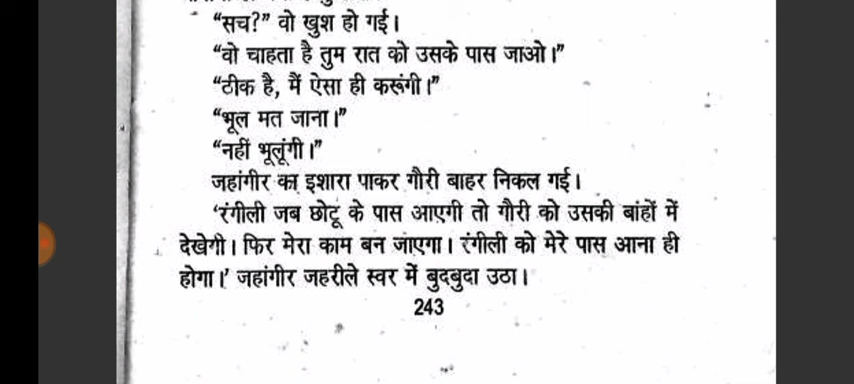 “सच?” वो खुश हो गई।
“वो चाहता है तुम रात को उसके पास जाओ।”
“ठीक है, मैं ऐसा ही करूंगी।”
“भूल मत जाना।”
“नहीं भूलूंगी।”
जहांगीर का इशारा पाकर गौरी बाहर निकल गई।
‘रंगीली जब छोटू के पास आएगी तो गौरी को उसकी बांहों में
देखेगी। फिर मेरा काम बन जाएगा। रंगीली को मेरे पास आना ही
होगा।’ जहांगीर जहरीले स्वर में बुदबुदा उठा।
243